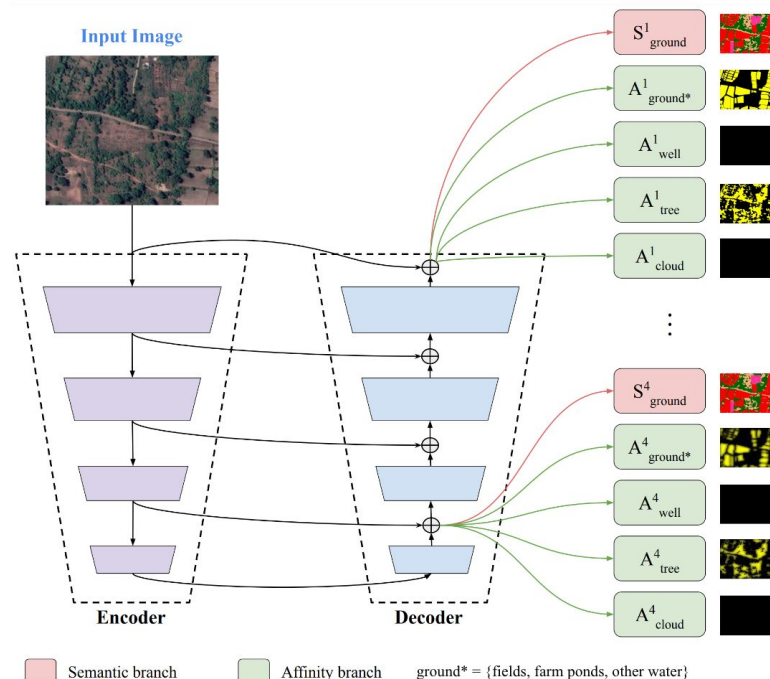 Input Image
S¹ground
A¹ground*
A¹well
A¹tree
A¹cloud
⋮
S⁴ground
A⁴ground*
A⁴well
A⁴tree
A⁴cloud
Encoder
Decoder
Semantic branch
Affinity branch
ground* = {fields, farm ponds, other water}